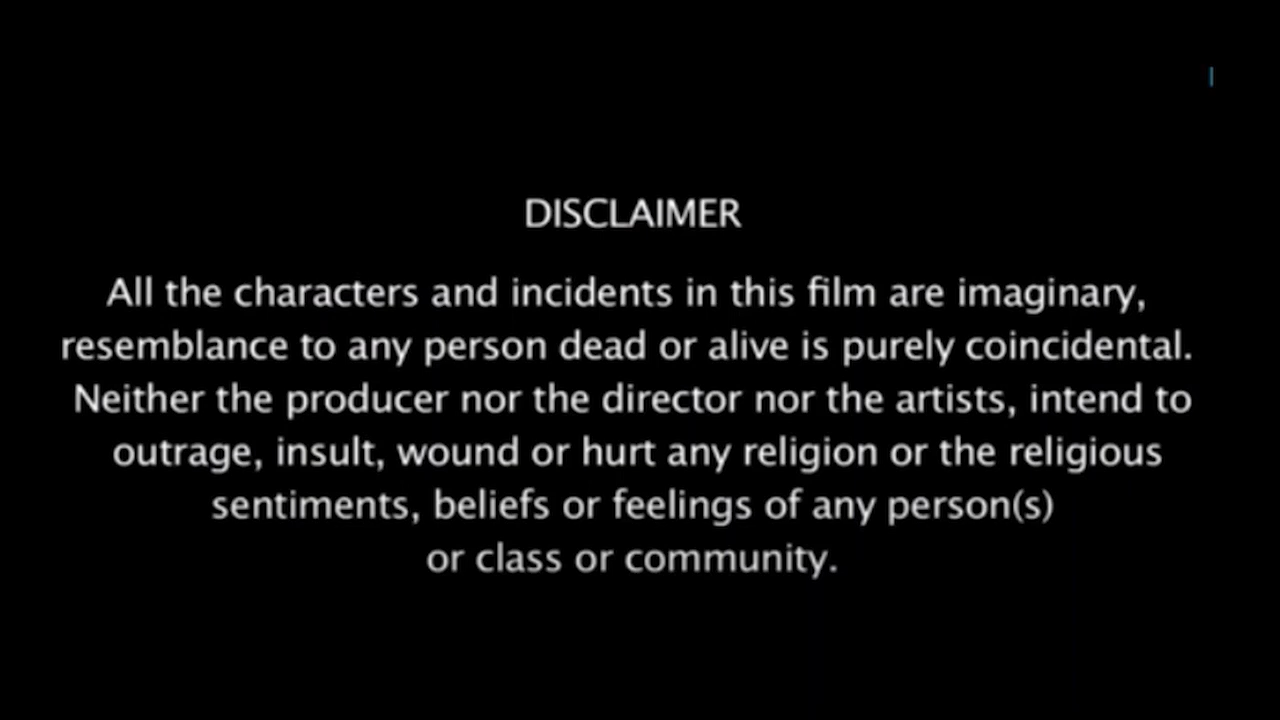 DISCLAIMER
All the characters and incidents in this film are imaginary,
resemblance to any person dead or alive is purely coincidental.
Neither the producer nor the director nor the artists, intend to
outrage, insult, wound or hurt any religion or the religious
sentiments, beliefs or feelings of any person(s)
or class or community.